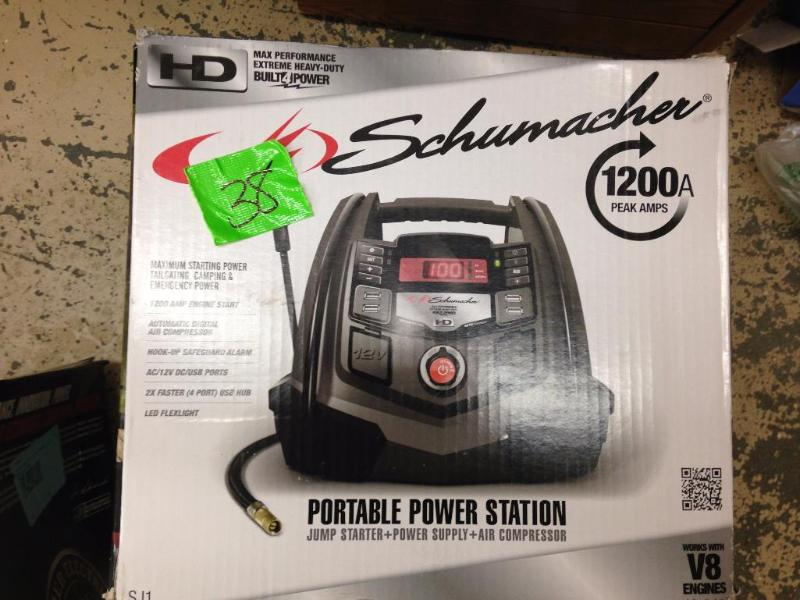 HD
MAX PERFORMANCE
EXTREME HEAVY-DUTY
BUILT4POWER
Schumacher®
38
1200A
PEAK AMPS
MAXIMUM STARTING POWER
TAILGATING, CAMPING &
EMERGENCY POWER
1200 AMP ENGINE START
AUTOMATIC DIGITAL
AIR COMPRESSOR
HOOK-UP SAFEGUARD ALARM
AC/12V DC/USB PORTS
2X FASTER (4 PORT) USB HUB
LED FLEXLIGHT
100
Schumacher
HD
12V
PORTABLE POWER STATION
JUMP STARTER+POWER SUPPLY+AIR COMPRESSOR
WORKS WITH
V8
ENGINES
SJ1